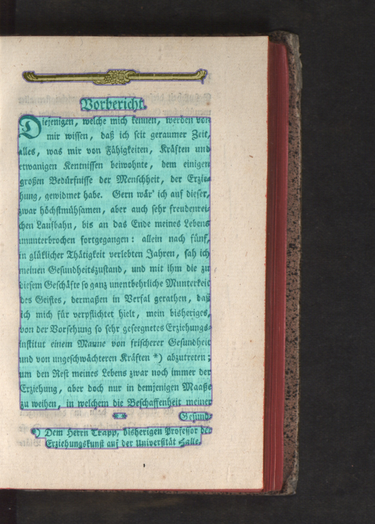 Vorbericht.
Diejenigen, welche mich kennen, werden von
mir wissen, daß ich seit geraumer Zeit,
alles, was mir von Fähigkeiten, Kräften und
etwanigen Kentnissen beiwohnte, dem einigen
großen Bedürfnisse der Menschheit, der Erzie-
hung, gewidmet habe. Gern wär' ich auf dieser,
zwar höchstmühsamen, aber auch sehr freudenrei-
chen Laufbahn, bis an das Ende meines Lebens
ununterbrochen fortgegangen: allein nach fünf,
in glüklicher Thätigkeit verlebten Jahren, sah ich
meinen Gesundheitszustand, und mit ihm die zu
diesem Geschäfte so ganz unentbehrliche Munterkeit
des Geistes, dermaßen in Verfal gerathen, daß
ich mich für verpflichtet hielt, mein bisheriges,
von der Vorsehung so sehr gesegnetes Erziehungs-
institut einem Manne von frischerer Gesundheit
und von ungeschwächteren Kräften *) abzutreten;
um den Rest meines Lebens zwar noch immer der
Erziehung, aber doch nur in demjenigen Maaße
zu weihen, in welchem die Beschaffenheit meiner
Gesund-
*) Dem Herrn Trapp, bisherigen Profeßor der
Erziehungskunst auf der Universität Halle.